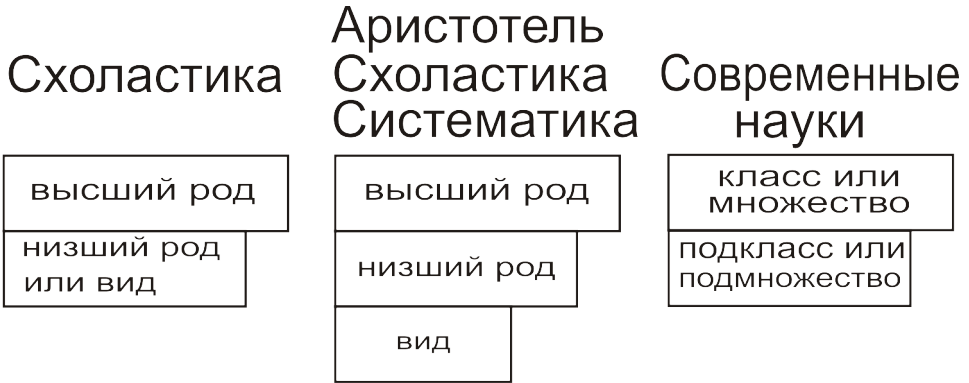 Схоластика
высший род
низший род
или вид
Аристотель
Схоластика
Систематика
высший род
низший род
вид
Современные
науки
класс или
множество
подкласс или
подмножество